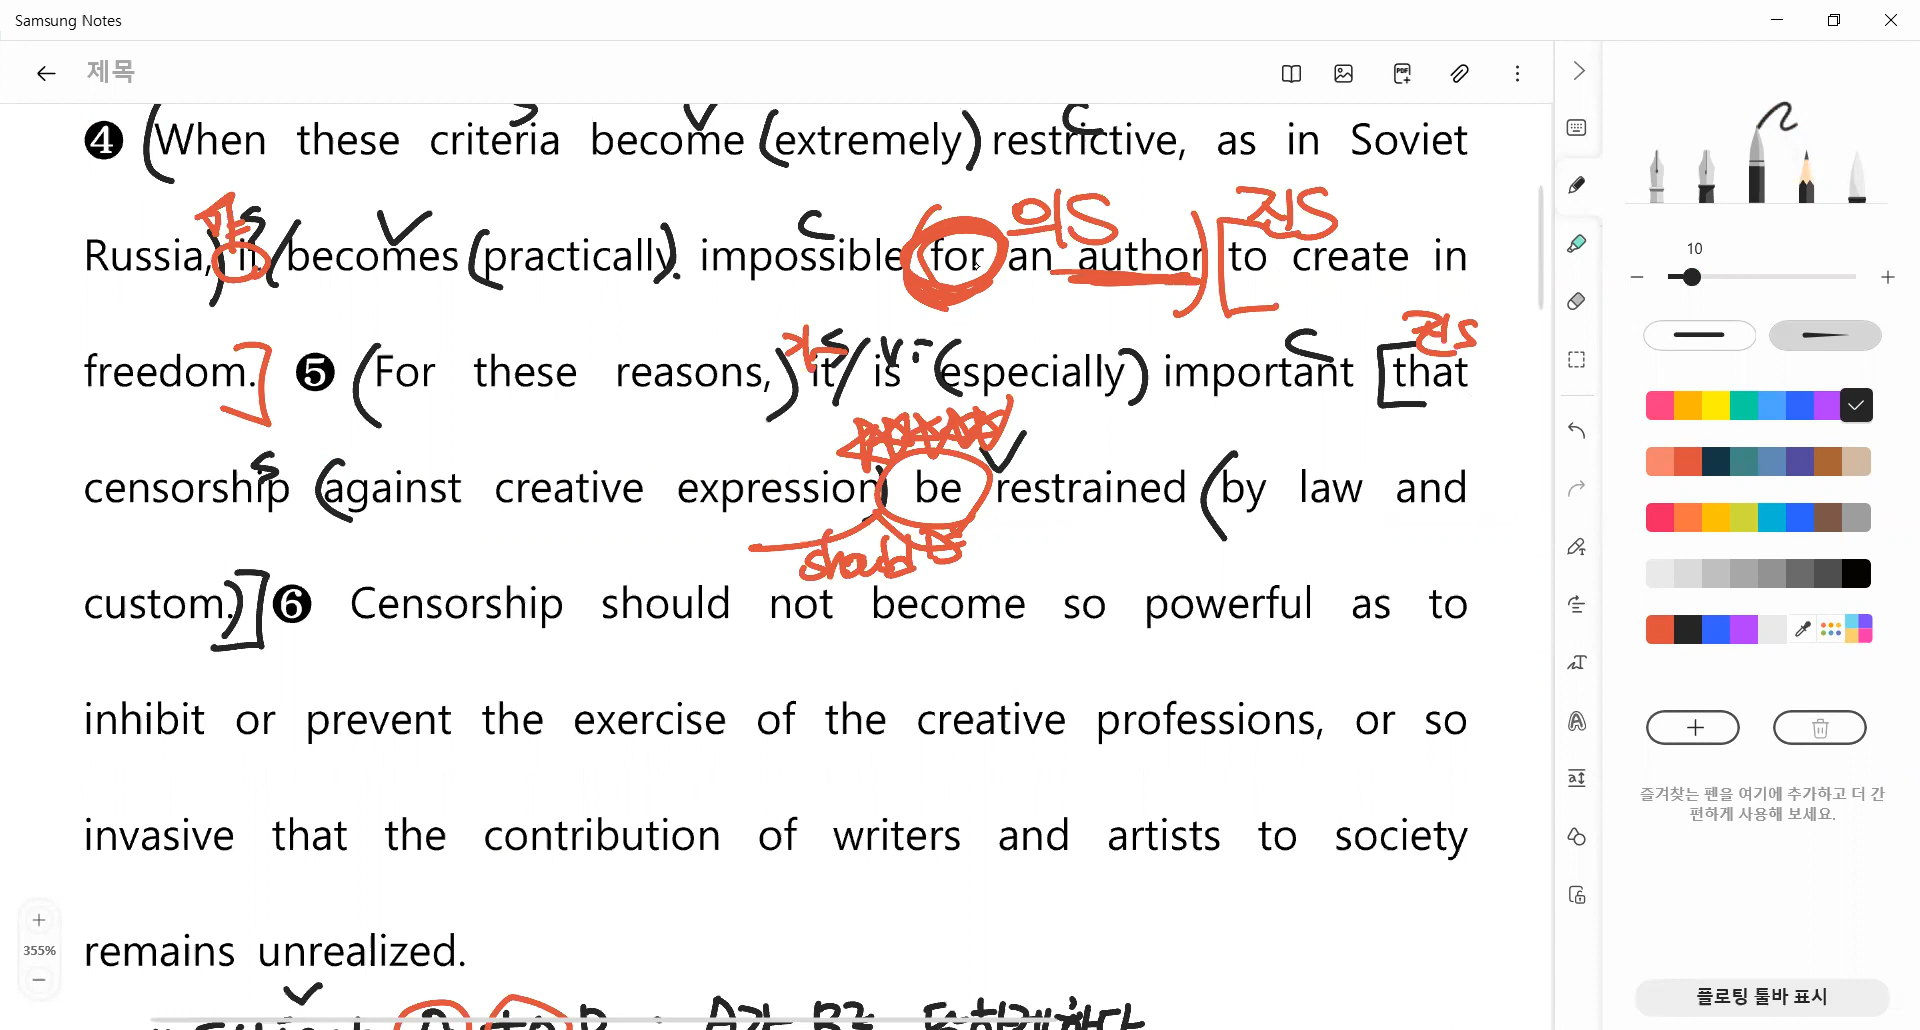 Samsung Notes
제목
❹ (When these criteria become (extremely) restrictive, as in Soviet
S V C
Russia, it becomes (practically) impossible for an author to create in
S V C 의S 진S
freedom. ❺ (For these reasons,) it is (especially) important [that
가 S V C 진S
censorship (against creative expression) be restrained (by law and
S V
should
custom.)] ❻ Censorship should not become so powerful as to
inhibit or prevent the exercise of the creative professions, or so
invasive that the contribution of writers and artists to society
remains unrealized.
10
355%
즐겨찾는 펜을 여기에 추가하고 더 간
편하게 사용해 보세요.
플로팅 툴바 표시